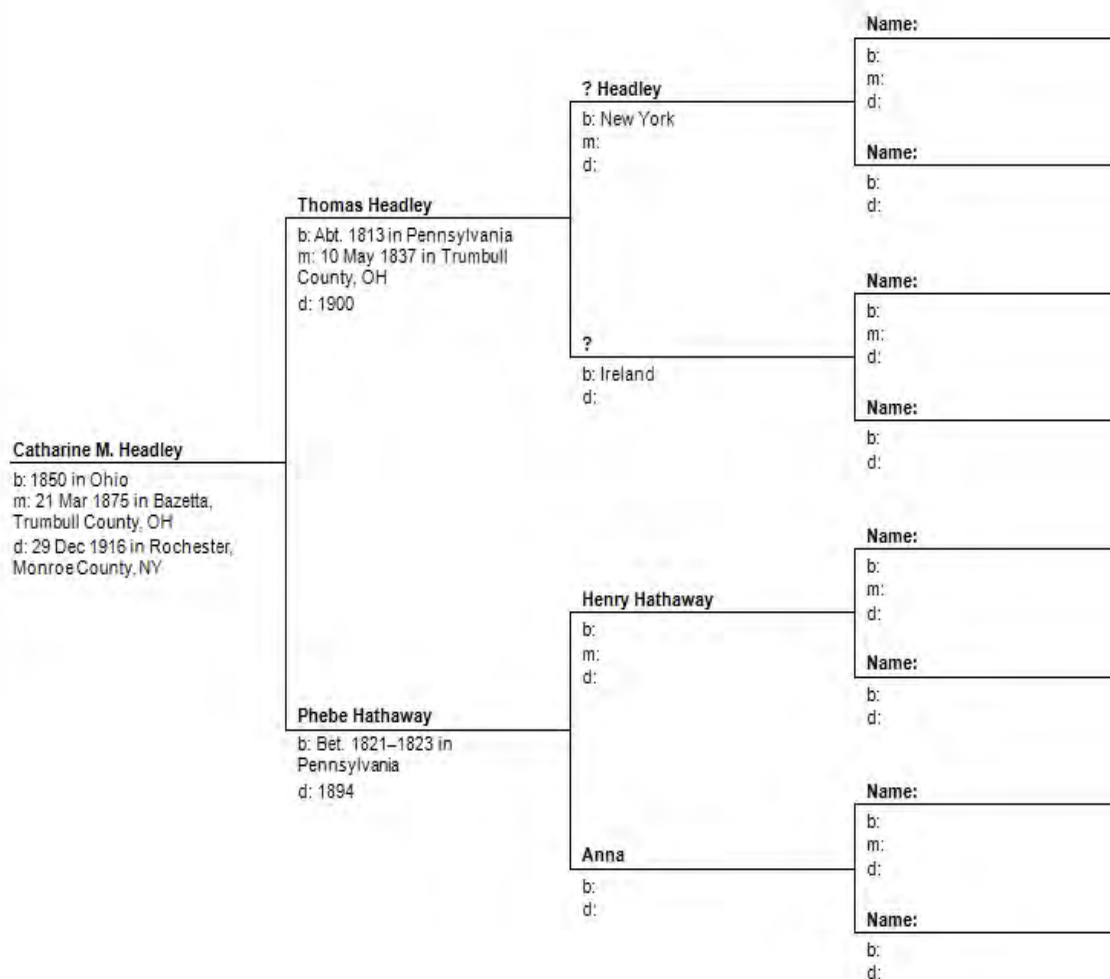 Name:
b:
m:
d:
? Headley
b: New York
m:
d:
Name:
b:
d:
Thomas Headley
b: Abt. 1813 in Pennsylvania
m: 10 May 1837 in Trumbull
County, OH
d: 1900
Name:
b:
m:
d:
?
b: Ireland
d:
Name:
b:
d:
Catharine M. Headley
b: 1850 in Ohio
m: 21 Mar 1875 in Bazetta,
Trumbull County, OH
d: 29 Dec 1916 in Rochester,
Monroe County, NY
Name:
b:
m:
d:
Henry Hathaway
b:
m:
d:
Name:
b:
d:
Phebe Hathaway
b: Bet. 1821–1823 in
Pennsylvania
d: 1894
Name:
b:
m:
d:
Anna
b:
d:
Name:
b:
d: